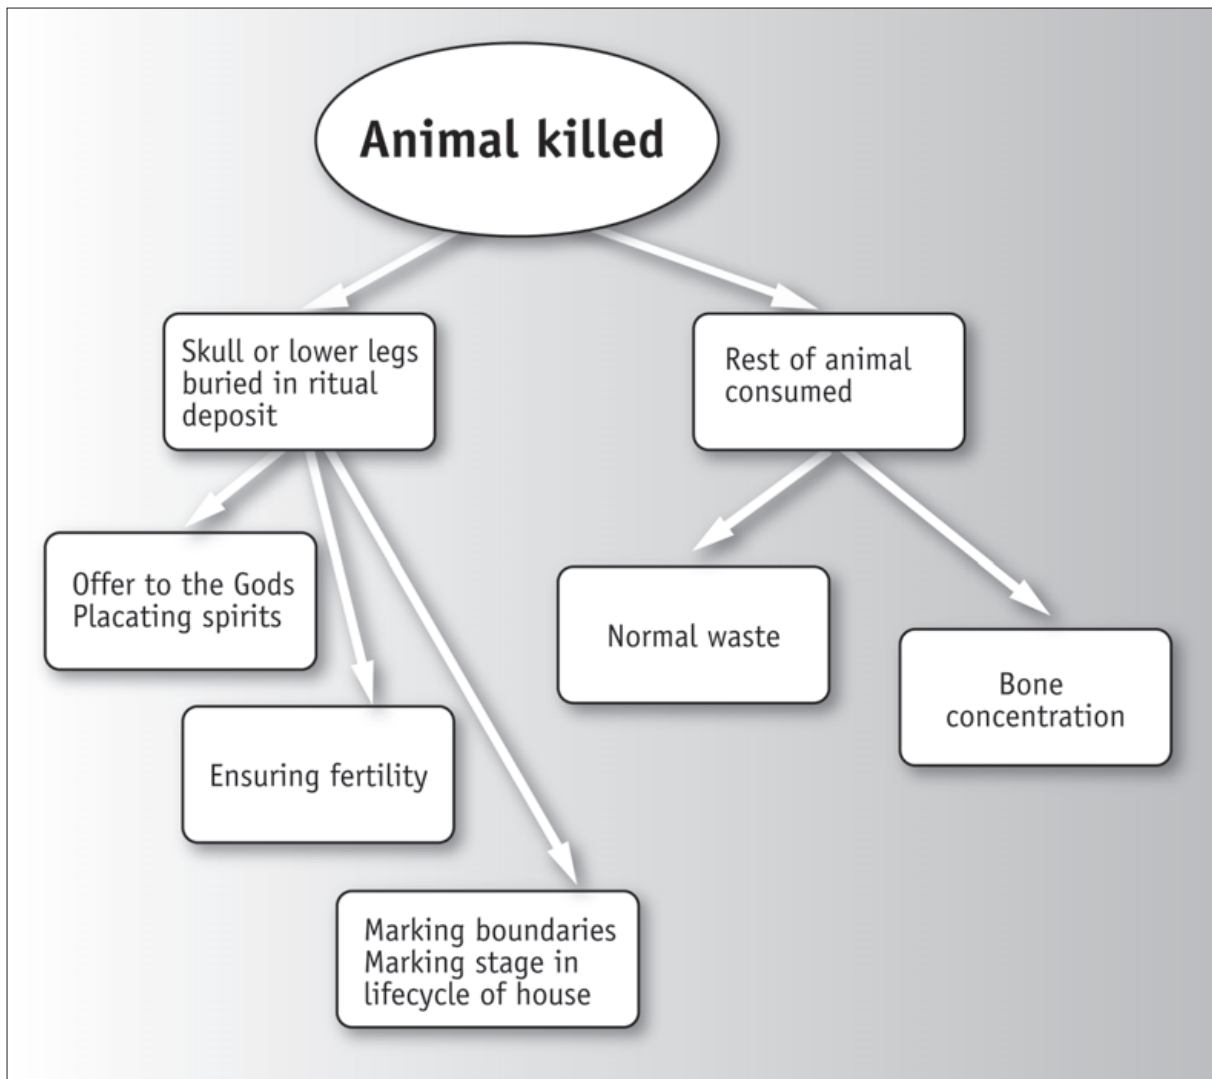 Animal killed
Skull or lower legs
buried in ritual
deposit
Rest of animal
consumed
Offer to the Gods
Placating spirits
Normal waste
Bone
concentration
Ensuring fertility
Marking boundaries
Marking stage in
lifecycle of house